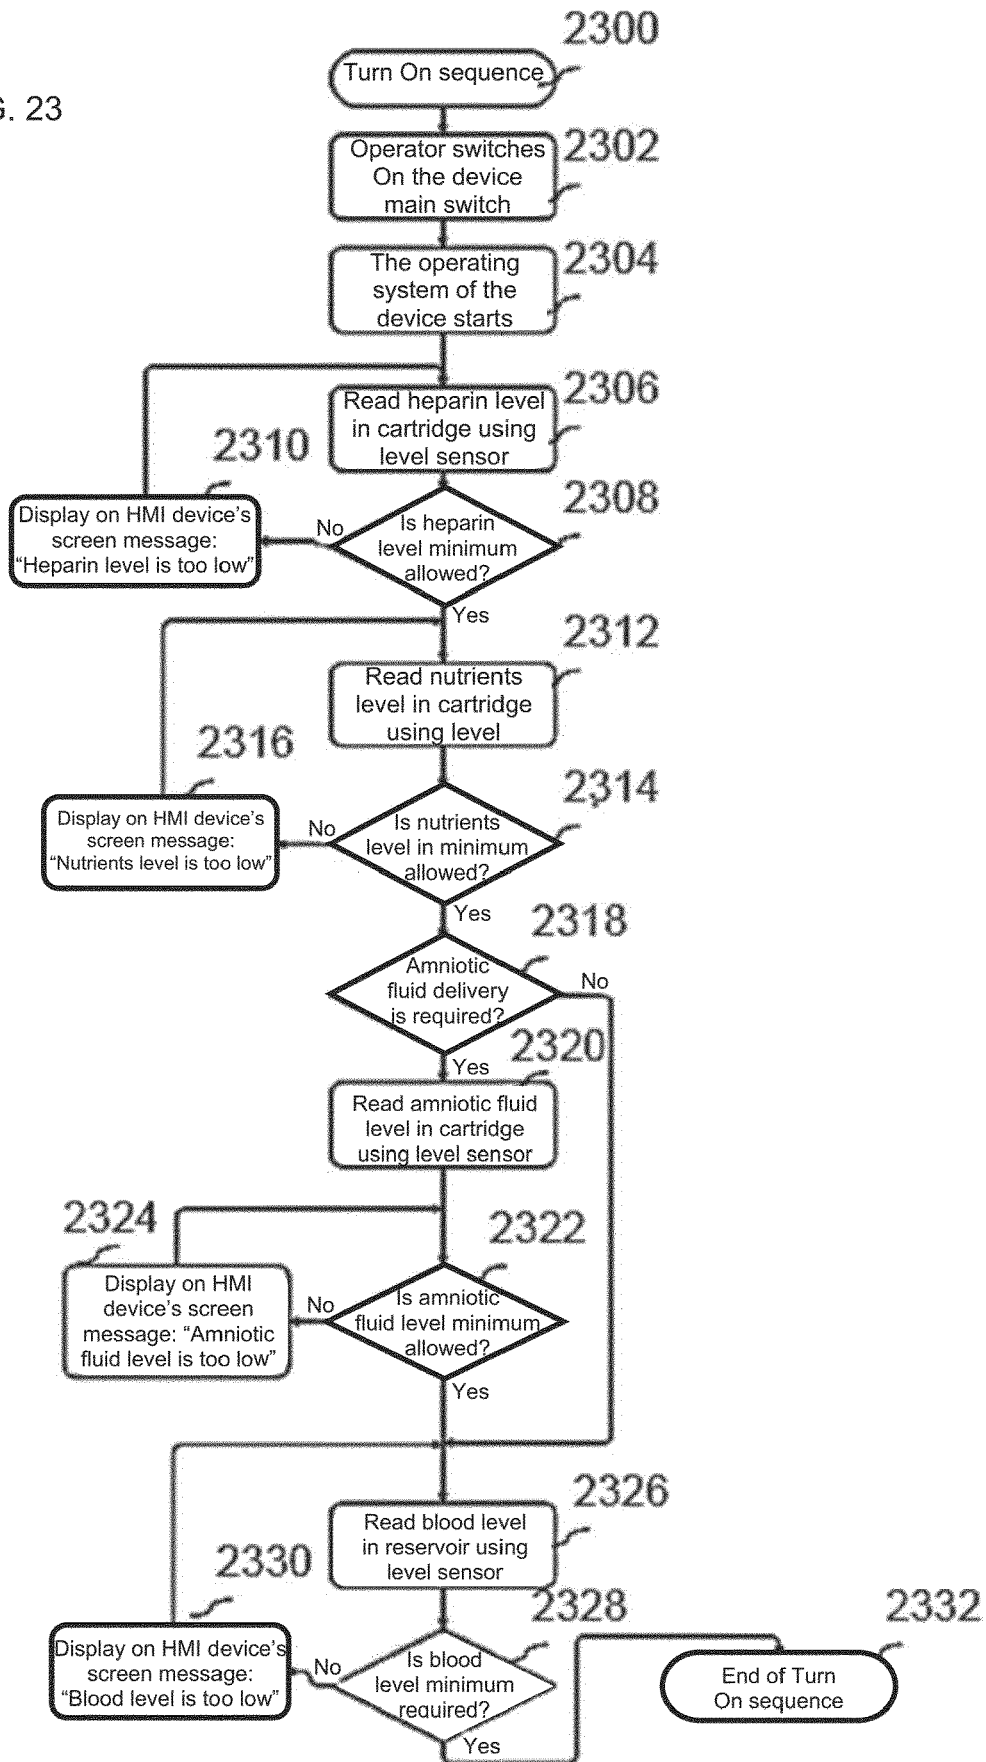 2300
Turn On sequence
G. 23
2302
Operator switches
On the device
main switch
2304
The operating
system of the
device starts
2306
Read heparin level
in cartridge using
level sensor
2310
2308
Display on HMI device's
screen message:
"Heparin level is too low"
No
Is heparin
level minimum
allowed?
Yes
2312
Read nutrients
level in cartridge
using level
2316
2314
Display on HMI device's
screen message:
"Nutrients level is too low"
No
Is nutrients
level in minimum
allowed?
Yes
2318
Amniotic
fluid delivery
is required?
No
Yes
2320
Read amniotic fluid
level in cartridge
using level sensor
2324
2322
Display on HMI
device's screen
message: "Amniotic
fluid level is too low"
No
Is amniotic
fluid level minimum
allowed?
Yes
2326
Read blood level
in reservoir using
level sensor
2330
2328
2332
Display on HMI device's
screen message:
"Blood level is too low"
No
Is blood
level minimum
required?
Yes
End of Turn
On sequence